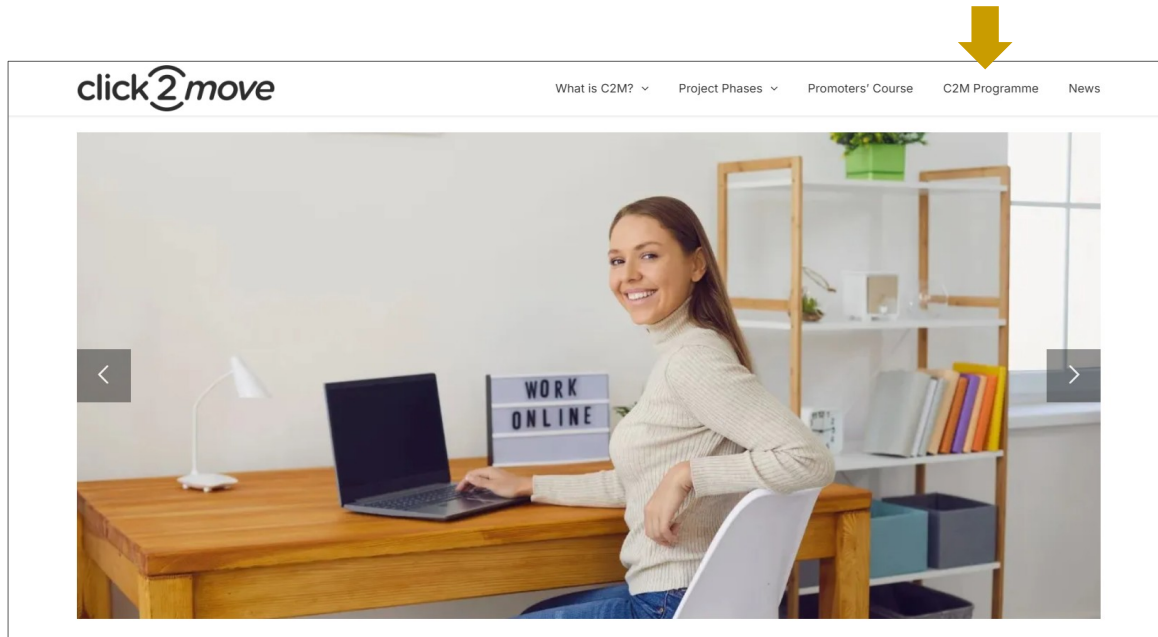 click2move
What is C2M? Project Phases Promoters' Course C2M Programme News
WORK
ONLINE